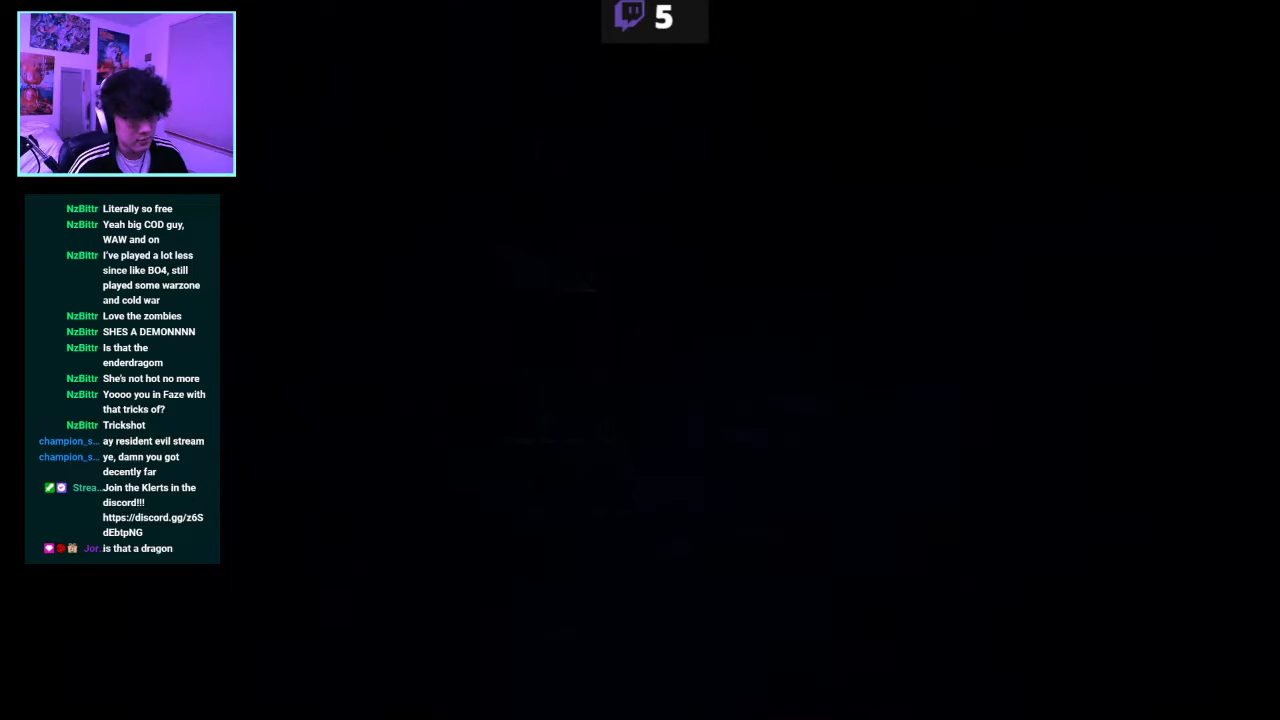 5
NzBittr Literally so free
NzBittr Yeah big COD guy,
WAW and on
NzBittr I've played a lot less
since like BO4, still
played some warzone
and cold war
NzBittr Love the zombies
NzBittr SHES A DEMONNNN
NzBittr Is that the
enderdragom
NzBittr She's not hot no more
NzBittr Yoooo you in Faze with
that tricks of?
NzBittr Trickshot
champion_s... ay resident evil stream
champion_s... ye, damn you got
decently far
Strea... Join the Klerts in the
discord!!!
https://discord.gg/z6S
dEbtpNG
Jor... is that a dragon